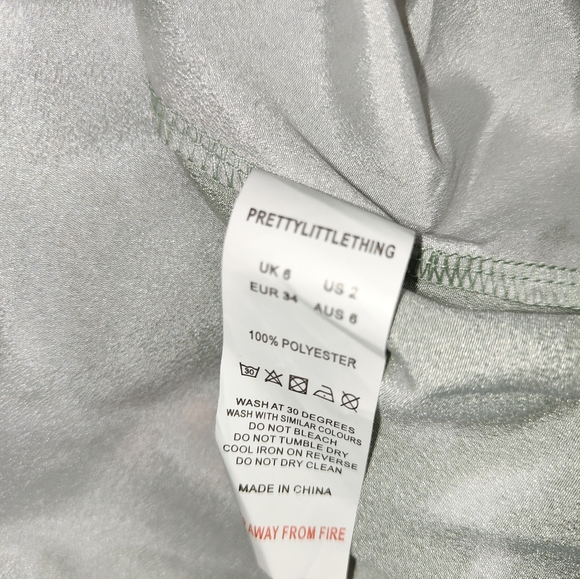 PRETTYLITTLETHING
UK 6 US 2
EUR 34 AUS 6
100% POLYESTER
30
WASH AT 30 DEGREES
WASH WITH SIMILAR COLOURS
DO NOT BLEACH
DO NOT TUMBLE DRY
COOL IRON ON REVERSE
DO NOT DRY CLEAN
MADE IN CHINA
AWAY FROM FIRE